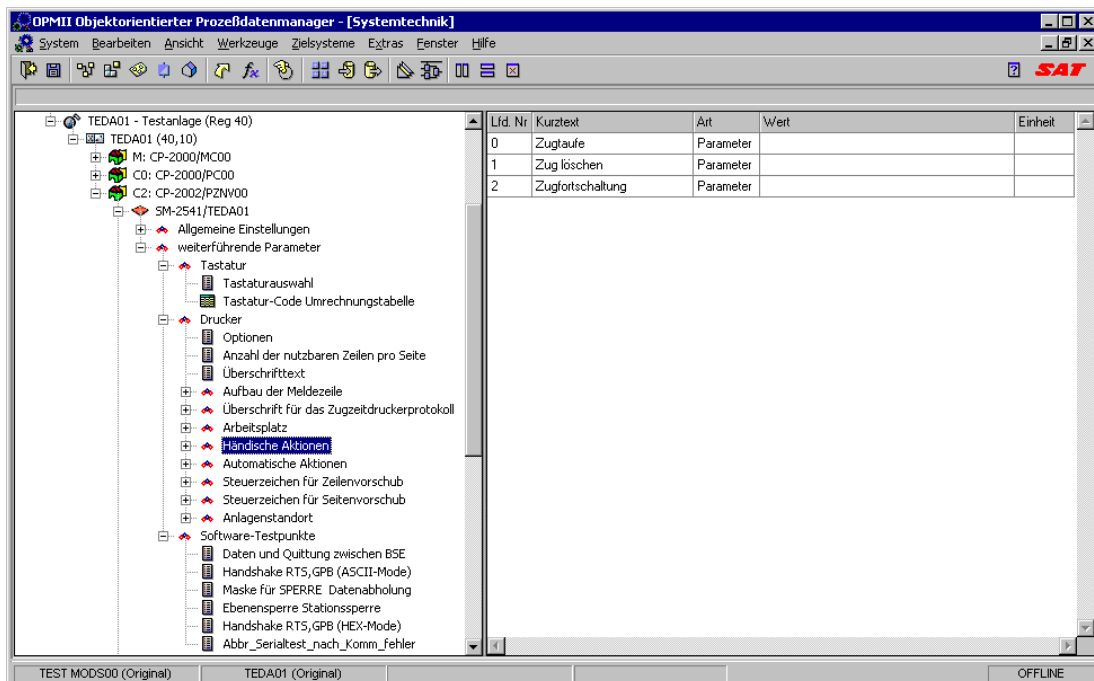 OPMII Objektorientierter Prozeßdatenmanager - [Systemtechnik]
System Bearbeiten Ansicht Werkzeuge Zielsysteme Extras Fenster Hilfe
SAT
TEDA01 - Testanlage (Reg 40)
TEDA01 (40,10)
M: CP-2000/MC00
C0: CP-2000/PC00
C2: CP-2002/PZNV00
SM-2541/TEDA01
Allgemeine Einstellungen
weiterführende Parameter
Tastatur
Tastaturauswahl
Tastatur-Code Umrechnungstabelle
Drucker
Optionen
Anzahl der nutzbaren Zeilen pro Seite
Überschrifttext
Aufbau der Meldezeile
Überschrift für das Zugzeitdruckerprotokoll
Arbeitsplatz
Händische Aktionen
Automatische Aktionen
Steuerzeichen für Zeilenvorschub
Steuerzeichen für Seitenvorschub
Anlagenstandort
Software-Testpunkte
Daten und Quittung zwischen BSE
Handshake RTS,GPB (ASCII-Mode)
Maske für SPERRE Datenabholung
Ebenensperre Stationssperre
Handshake RTS,GPB (HEX-Mode)
Abbr_Serialtest_nach_Komm_fehler
Lfd. Nr Kurztext Art Wert Einheit
0 Zugtaufe Parameter
1 Zug löschen Parameter
2 Zugfortschaltung Parameter
TEST MODS00 (Original) TEDA01 (Original) OFFLINE